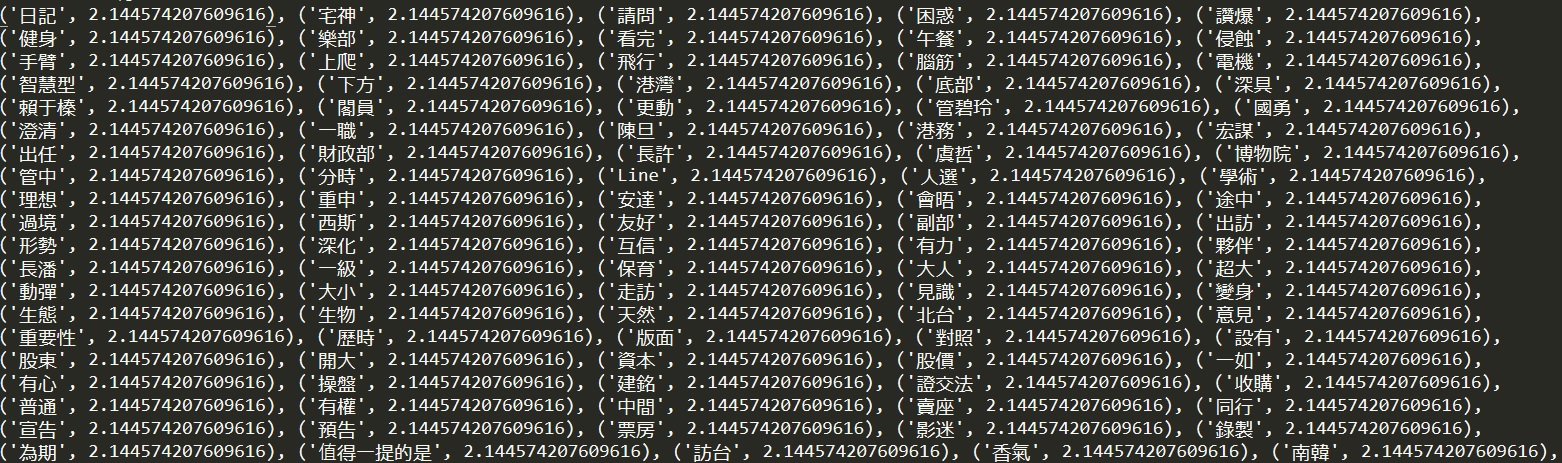 ('日記', 2.144574207609616), ('宅神', 2.144574207609616), ('請問', 2.144574207609616), ('困惑', 2.144574207609616), ('讚爆', 2.144574207609616),
('健身', 2.144574207609616), ('樂部', 2.144574207609616), ('看完', 2.144574207609616), ('午餐', 2.144574207609616), ('侵蝕', 2.144574207609616),
('手臂', 2.144574207609616), ('上爬', 2.144574207609616), ('飛行', 2.144574207609616), ('腦筋', 2.144574207609616), ('電機', 2.144574207609616),
('智慧型', 2.144574207609616), ('下方', 2.144574207609616), ('港灣', 2.144574207609616), ('底部', 2.144574207609616), ('深具', 2.144574207609616),
('賴于榛', 2.144574207609616), ('閣員', 2.144574207609616), ('更動', 2.144574207609616), ('管碧玲', 2.144574207609616), ('國勇', 2.144574207609616),
('澄清', 2.144574207609616), ('一職', 2.144574207609616), ('陳旦', 2.144574207609616), ('港務', 2.144574207609616), ('宏謀', 2.144574207609616),
('出任', 2.144574207609616), ('財政部', 2.144574207609616), ('長許', 2.144574207609616), ('虞哲', 2.144574207609616), ('博物院', 2.144574207609616),
('管中', 2.144574207609616), ('分時', 2.144574207609616), ('Line', 2.144574207609616), ('人選', 2.144574207609616), ('學術', 2.144574207609616),
('理想', 2.144574207609616), ('重申', 2.144574207609616), ('安達', 2.144574207609616), ('會晤', 2.144574207609616), ('途中', 2.144574207609616),
('過境', 2.144574207609616), ('西斯', 2.144574207609616), ('友好', 2.144574207609616), ('副部', 2.144574207609616), ('出訪', 2.144574207609616),
('形勢', 2.144574207609616), ('深化', 2.144574207609616), ('互信', 2.144574207609616), ('有力', 2.144574207609616), ('夥伴', 2.144574207609616),
('長潘', 2.144574207609616), ('一級', 2.144574207609616), ('保育', 2.144574207609616), ('大人', 2.144574207609616), ('超大', 2.144574207609616),
('動彈', 2.144574207609616), ('大小', 2.144574207609616), ('走訪', 2.144574207609616), ('見識', 2.144574207609616), ('變身', 2.144574207609616),
('生態', 2.144574207609616), ('生物', 2.144574207609616), ('天然', 2.144574207609616), ('北台', 2.144574207609616), ('意見', 2.144574207609616),
('重要性', 2.144574207609616), ('歷時', 2.144574207609616), ('版面', 2.144574207609616), ('對照', 2.144574207609616), ('設有', 2.144574207609616),
('股東', 2.144574207609616), ('開大', 2.144574207609616), ('資本', 2.144574207609616), ('股價', 2.144574207609616), ('一如', 2.144574207609616),
('有心', 2.144574207609616), ('操盤', 2.144574207609616), ('建銘', 2.144574207609616), ('證交法', 2.144574207609616), ('收購', 2.144574207609616),
('普通', 2.144574207609616), ('有權', 2.144574207609616), ('中間', 2.144574207609616), ('賣座', 2.144574207609616), ('同行', 2.144574207609616),
('宣告', 2.144574207609616), ('預告', 2.144574207609616), ('票房', 2.144574207609616), ('影迷', 2.144574207609616), ('錄製', 2.144574207609616),
('為期', 2.144574207609616), ('值得一提的是', 2.144574207609616), ('訪台', 2.144574207609616), ('香氣', 2.144574207609616), ('南韓', 2.144574207609616),